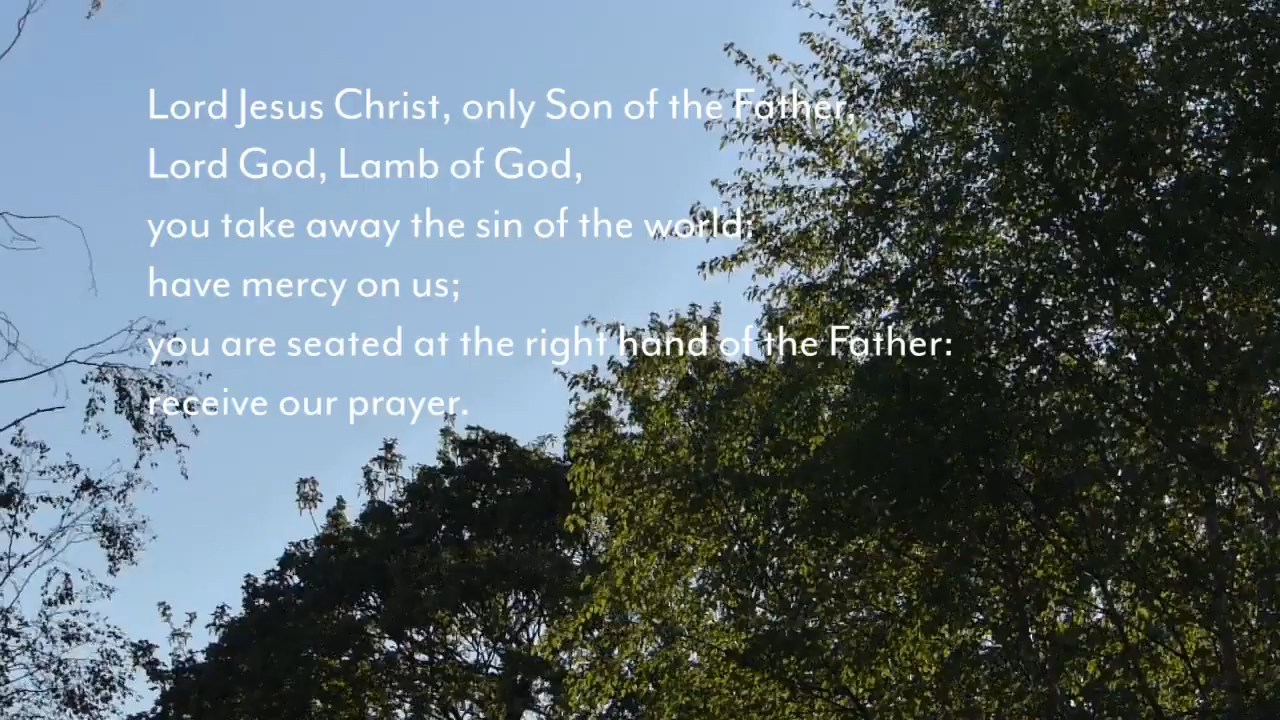 Lord Jesus Christ, only Son of the Father,
Lord God, Lamb of God,
you take away the sin of the world:
have mercy on us;
you are seated at the right hand of the Father:
receive our prayer.